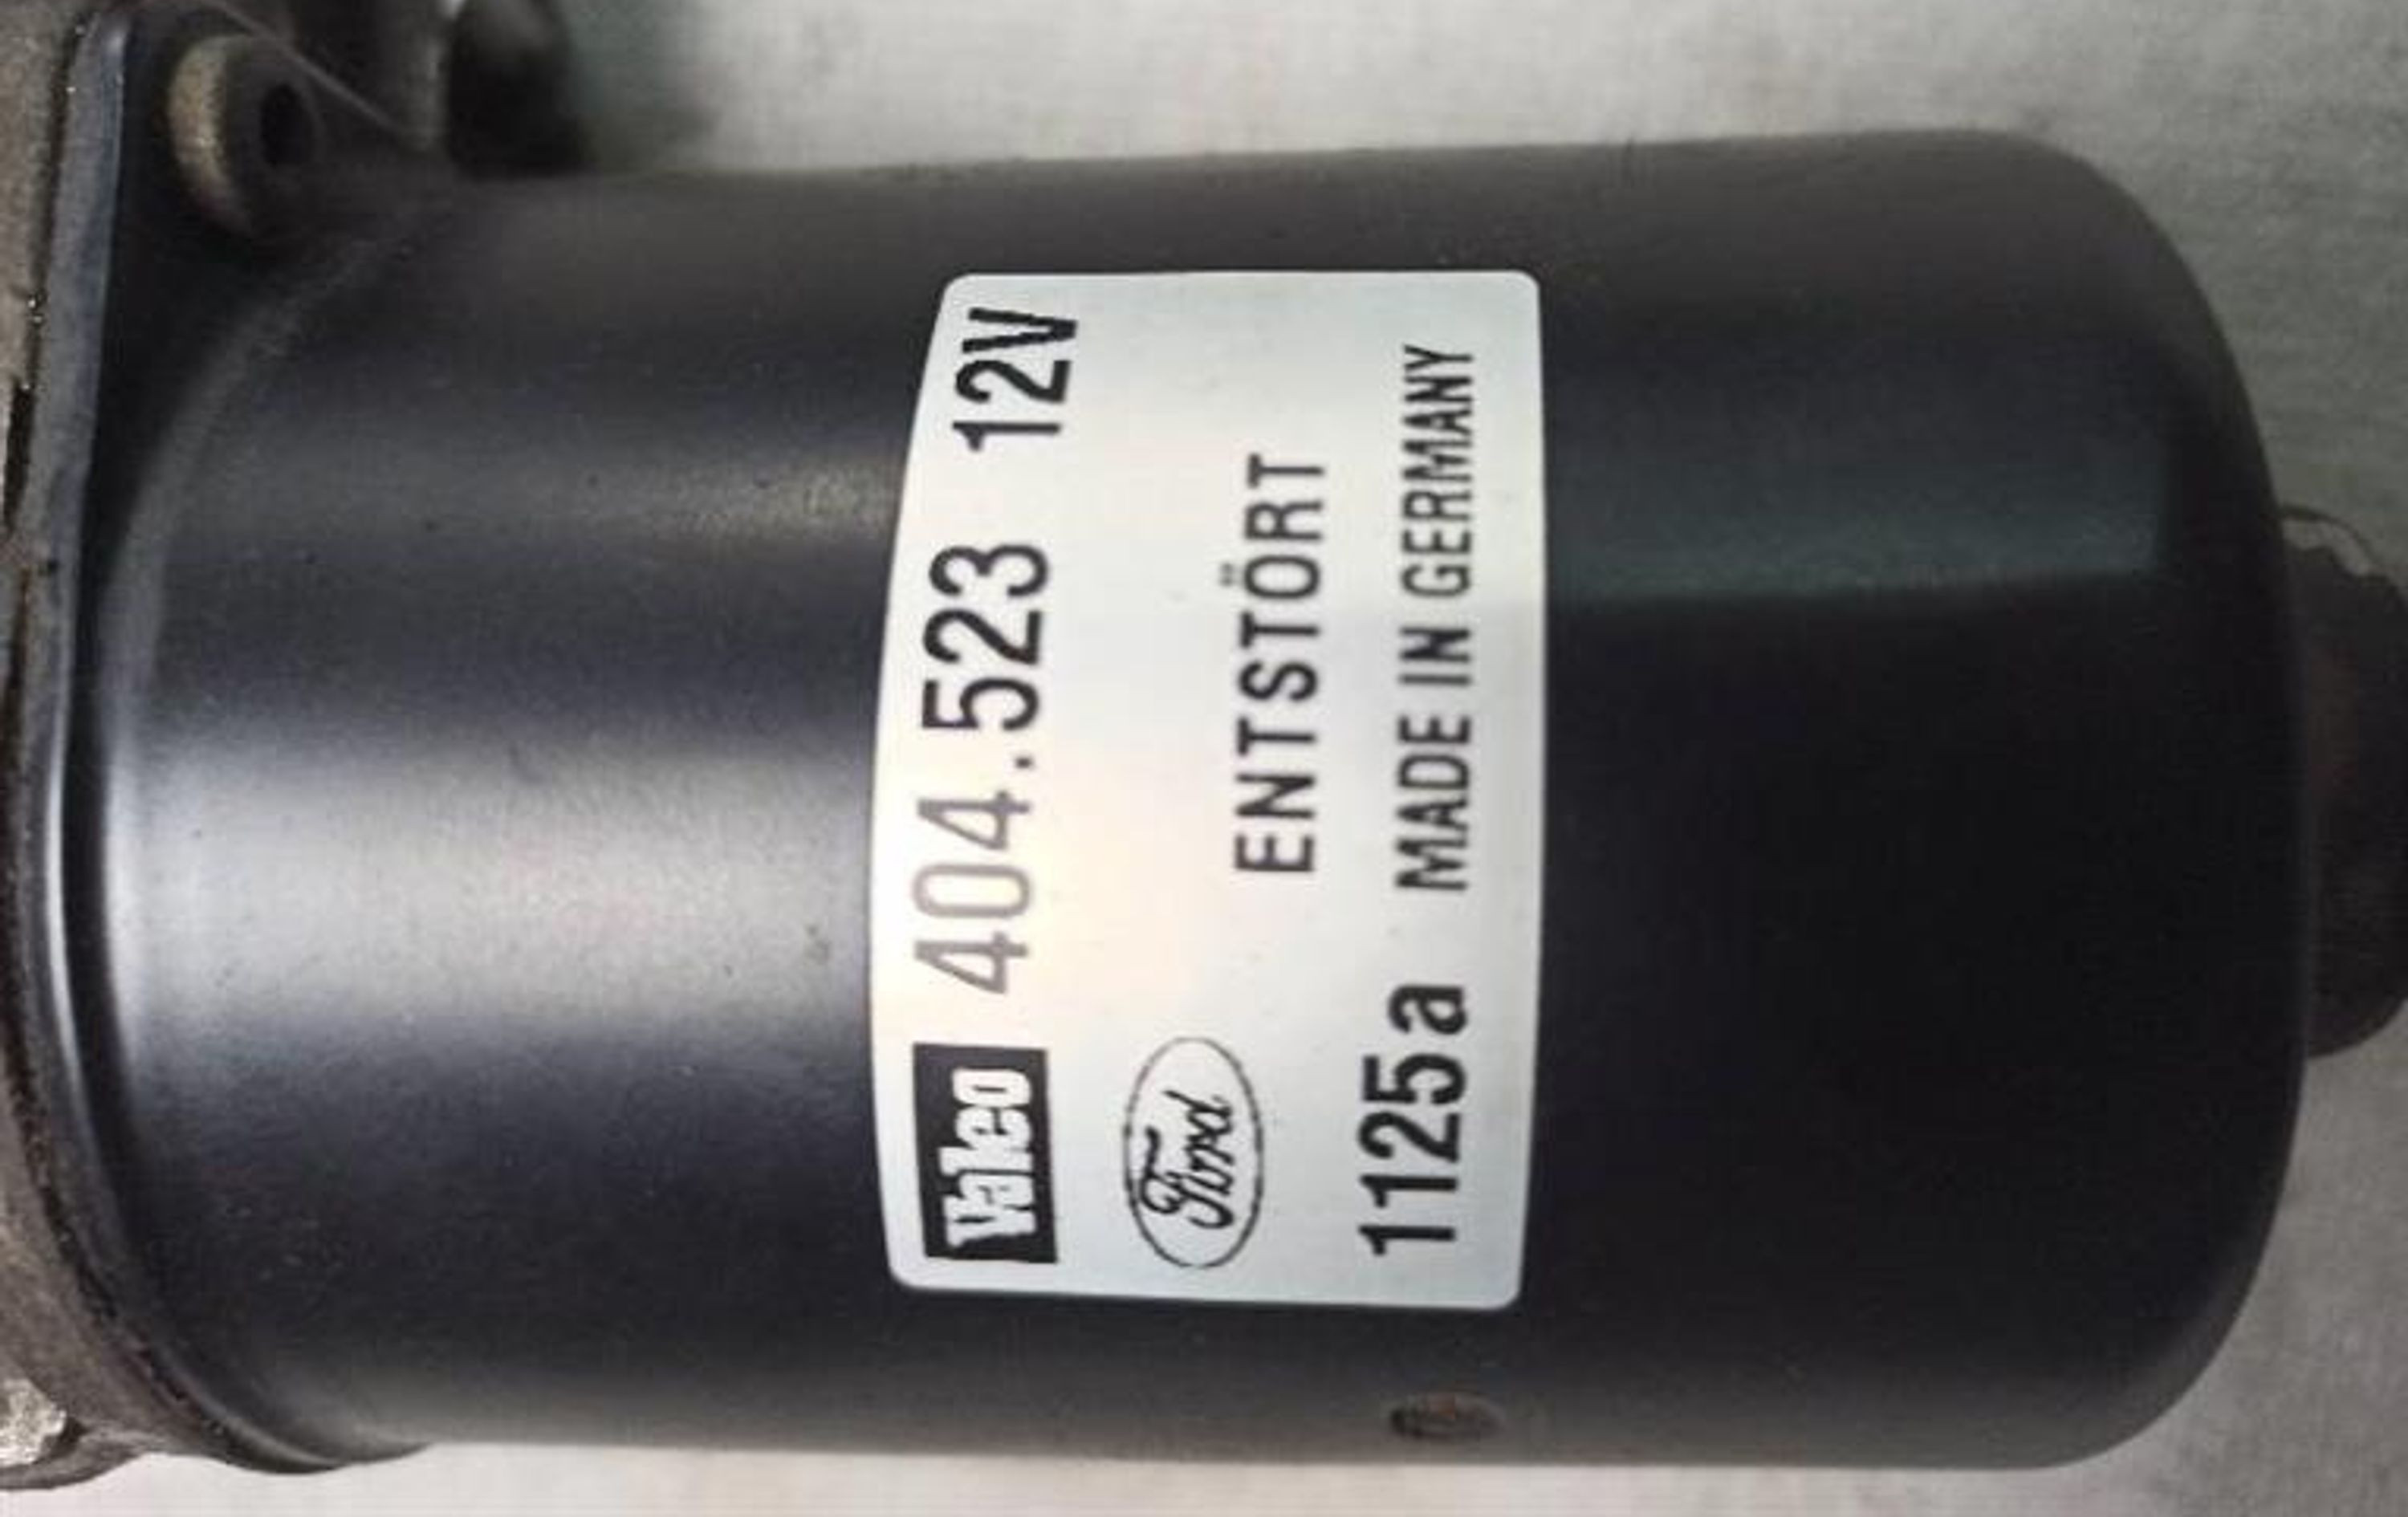 Valeo 404.523 12V
Ford ENTSTÖRT
1125a MADE IN GERMANY